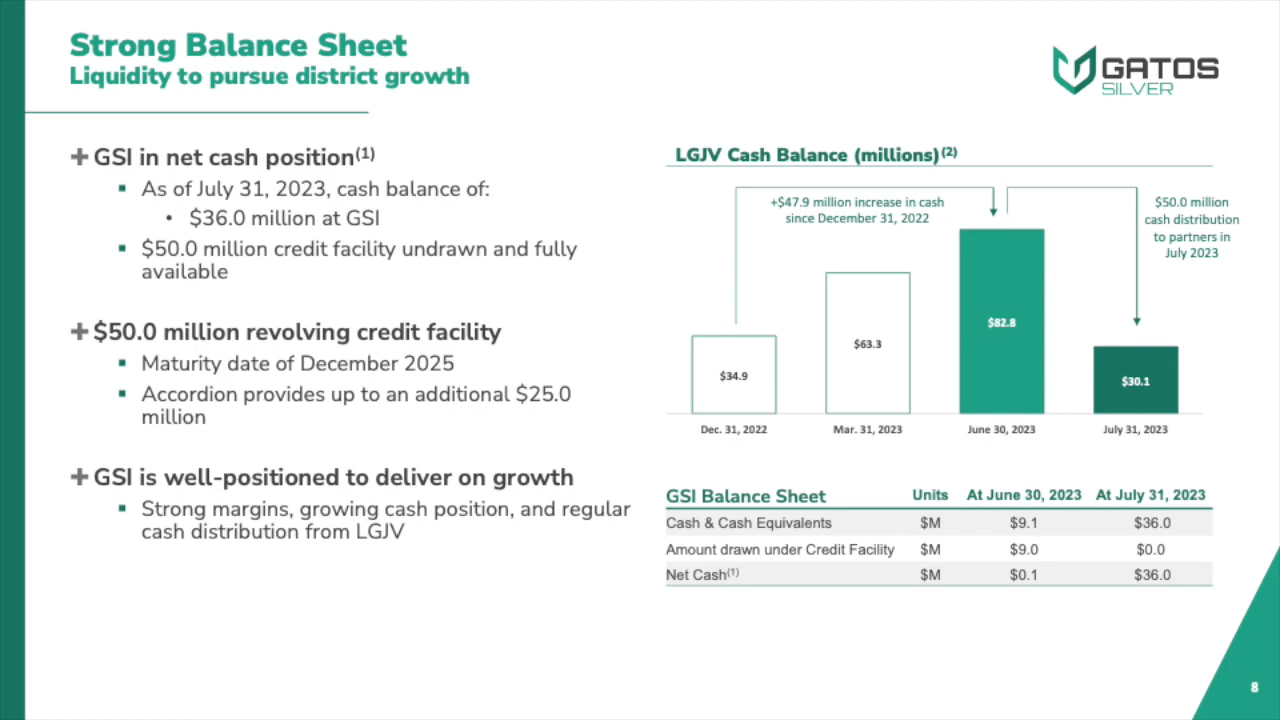 Strong Balance Sheet
Liquidity to pursue district growth
GATOS
SILVER
GSI in net cash position(1)
As of July 31, 2023, cash balance of:
$36.0 million at GSI
$50.0 million credit facility undrawn and fully
available
$50.0 million revolving credit facility
Maturity date of December 2025
Accordion provides up to an additional $25.0
million
GSI is well-positioned to deliver on growth
Strong margins, growing cash position, and regular
cash distribution from LGJV
LGJV Cash Balance (millions)(2)
+$47.9 million increase in cash
since December 31, 2022
$50.0 million
cash distribution
to partners in
July 2023
$34.9
$63.3
$82.8
$30.1
Dec. 31, 2022 Mar. 31, 2023 June 30, 2023 July 31, 2023
GSI Balance Sheet Units At June 30, 2023 At July 31, 2023
Cash & Cash Equivalents $M $9.1 $36.0
Amount drawn under Credit Facility $M $9.0 $0.0
Net Cash(1) $M $0.1 $36.0
8